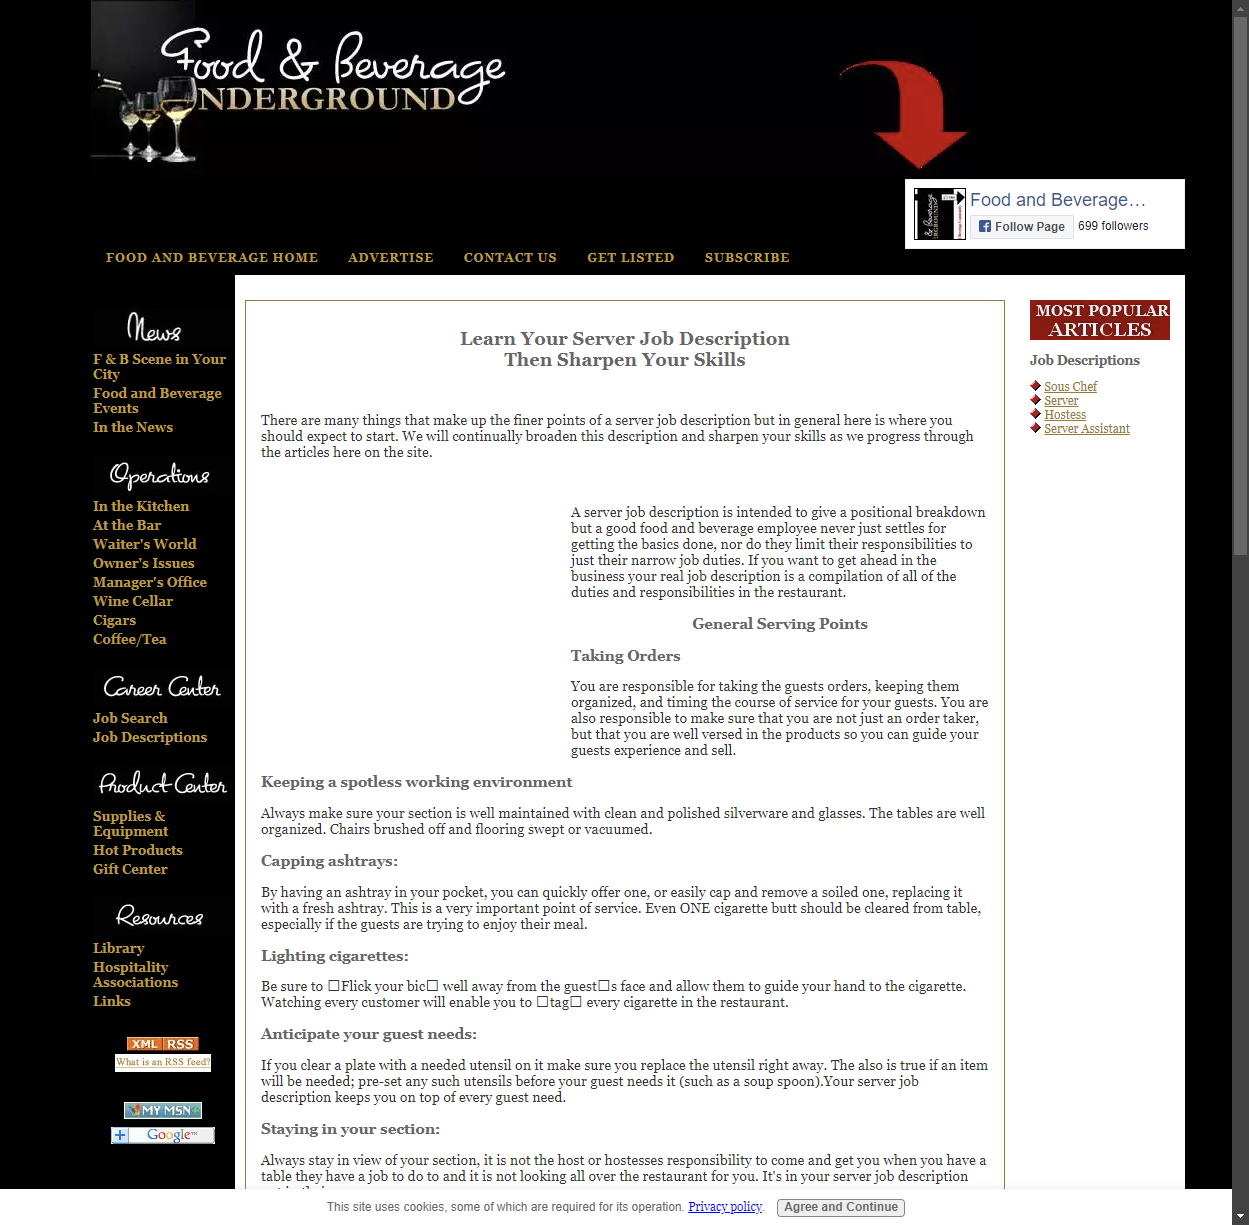 Food & Beverage
UNDERGROUND
Food and Beverage…
Follow Page
699 followers
FOOD AND BEVERAGE HOME
ADVERTISE
CONTACT US
GET LISTED
SUBSCRIBE
News
F & B Scene in Your
City
Food and Beverage
Events
In the News
Operations
In the Kitchen
At the Bar
Waiter's World
Owner's Issues
Manager's Office
Wine Cellar
Cigars
Coffee/Tea
Career Center
Job Search
Job Descriptions
Product Center
Supplies &
Equipment
Hot Products
Gift Center
Resources
Library
Hospitality
Associations
Links
XML RSS
What is an RSS feed?
MY MSN
Google™
Learn Your Server Job Description
Then Sharpen Your Skills
There are many things that make up the finer points of a server job description but in general here is where you
should expect to start. We will continually broaden this description and sharpen your skills as we progress through
the articles here on the site.
A server job description is intended to give a positional breakdown
but a good food and beverage employee never just settles for
getting the basics done, nor do they limit their responsibilities to
just their narrow job duties. If you want to get ahead in the
business your real job description is a compilation of all of the
duties and responsibilities in the restaurant.
General Serving Points
Taking Orders
You are responsible for taking the guests orders, keeping them
organized, and timing the course of service for your guests. You are
also responsible to make sure that you are not just an order taker,
but that you are well versed in the products so you can guide your
guests experience and sell.
Keeping a spotless working environment
Always make sure your section is well maintained with clean and polished silverware and glasses. The tables are well
organized. Chairs brushed off and flooring swept or vacuumed.
Capping ashtrays:
By having an ashtray in your pocket, you can quickly offer one, or easily cap and remove a soiled one, replacing it
with a fresh ashtray. This is a very important point of service. Even ONE cigarette butt should be cleared from table,
especially if the guests are trying to enjoy their meal.
Lighting cigarettes:
Be sure to □Flick your bic□ well away from the guest□s face and allow them to guide your hand to the cigarette.
Watching every customer will enable you to □tag□ every cigarette in the restaurant.
Anticipate your guest needs:
If you clear a plate with a needed utensil on it make sure you replace the utensil right away. The also is true if an item
will be needed; pre-set any such utensils before your guest needs it (such as a soup spoon).Your server job
description keeps you on top of every guest need.
Staying in your section:
Always stay in view of your section, it is not the host or hostesses responsibility to come and get you when you have a
table they have a job to do to and it is not looking all over the restaurant for you. It's in your server job description
MOST POPULAR
ARTICLES
Job Descriptions
Sous Chef
Server
Hostess
Server Assistant
This site uses cookies, some of which are required for its operation. Privacy policy.
Agree and Continue